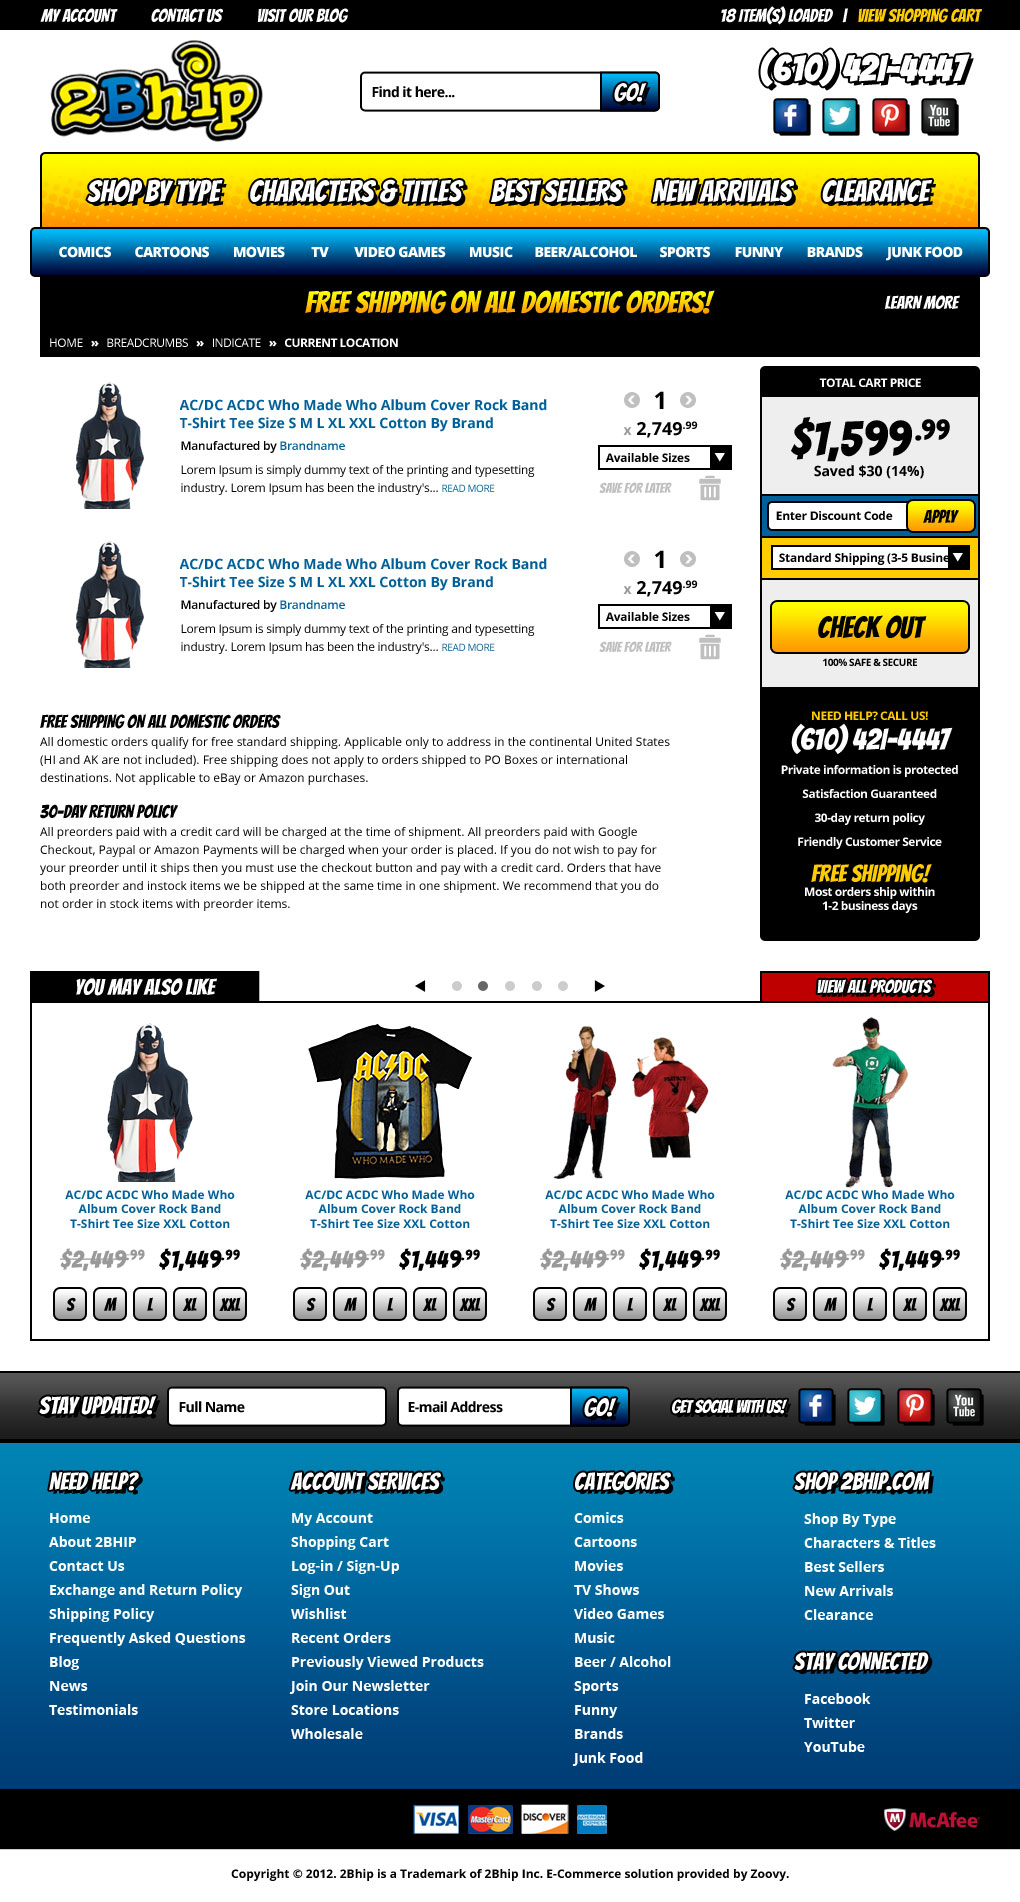 MY ACCOUNT CONTACT US VISIT OUR BLOG 18 ITEM(S) LOADED | VIEW SHOPPING CART
2Bhip
Find it here... GO!
(610) 421-4447
You
Tube
SHOP BY TYPE CHARACTERS & TITLES BEST SELLERS NEW ARRIVALS CLEARANCE
COMICS CARTOONS MOVIES TV VIDEO GAMES MUSIC BEER/ALCOHOL SPORTS FUNNY BRANDS JUNK FOOD
FREE SHIPPING ON ALL DOMESTIC ORDERS! LEARN MORE
HOME » BREADCRUMBS » INDICATE » CURRENT LOCATION
AC/DC ACDC Who Made Who Album Cover Rock Band
T-Shirt Tee Size S M L XL XXL Cotton By Brand
Manufactured by Brandname
Lorem Ipsum is simply dummy text of the printing and typesetting
industry. Lorem Ipsum has been the industry's... READ MORE
1
x 2,749.99
Available Sizes
SAVE FOR LATER
AC/DC ACDC Who Made Who Album Cover Rock Band
T-Shirt Tee Size S M L XL XXL Cotton By Brand
Manufactured by Brandname
Lorem Ipsum is simply dummy text of the printing and typesetting
industry. Lorem Ipsum has been the industry's... READ MORE
1
x 2,749.99
Available Sizes
SAVE FOR LATER
TOTAL CART PRICE
$1,599.99
Saved $30 (14%)
Enter Discount Code APPLY
Standard Shipping (3-5 Busine
CHECK OUT
100% SAFE & SECURE
NEED HELP? CALL US!
(610) 421-4447
Private information is protected
Satisfaction Guaranteed
30-day return policy
Friendly Customer Service
FREE SHIPPING!
Most orders ship within
1-2 business days
FREE SHIPPING ON ALL DOMESTIC ORDERS
All domestic orders qualify for free standard shipping. Applicable only to address in the continental United States
(HI and AK are not included). Free shipping does not apply to orders shipped to PO Boxes or international
destinations. Not applicable to eBay or Amazon purchases.
30-DAY RETURN POLICY
All preorders paid with a credit card will be charged at the time of shipment. All preorders paid with Google
Checkout, Paypal or Amazon Payments will be charged when your order is placed. If you do not wish to pay for
your preorder until it ships then you must use the checkout button and pay with a credit card. Orders that have
both preorder and instock items we be shipped at the same time in one shipment. We recommend that you do
not order in stock items with preorder items.
YOU MAY ALSO LIKE VIEW ALL PRODUCTS
AC/DC
WHO MADE WHO
PLAYBOY
AC/DC ACDC Who Made Who
Album Cover Rock Band
T-Shirt Tee Size XXL Cotton
$2,449.99 $1,449.99
S M L XL XXL
AC/DC ACDC Who Made Who
Album Cover Rock Band
T-Shirt Tee Size XXL Cotton
$2,449.99 $1,449.99
S M L XL XXL
AC/DC ACDC Who Made Who
Album Cover Rock Band
T-Shirt Tee Size XXL Cotton
$2,449.99 $1,449.99
S M L XL XXL
AC/DC ACDC Who Made Who
Album Cover Rock Band
T-Shirt Tee Size XXL Cotton
$2,449.99 $1,449.99
S M L XL XXL
STAY UPDATED! Full Name E-mail Address GO! GET SOCIAL WITH US!
You
Tube
NEED HELP?
Home
About 2BHIP
Contact Us
Exchange and Return Policy
Shipping Policy
Frequently Asked Questions
Blog
News
Testimonials
ACCOUNT SERVICES
My Account
Shopping Cart
Log-in / Sign-Up
Sign Out
Wishlist
Recent Orders
Previously Viewed Products
Join Our Newsletter
Store Locations
Wholesale
CATEGORIES
Comics
Cartoons
Movies
TV Shows
Video Games
Music
Beer / Alcohol
Sports
Funny
Brands
Junk Food
SHOP 2BHIP.COM
Shop By Type
Characters & Titles
Best Sellers
New Arrivals
Clearance
STAY CONNECTED
Facebook
Twitter
YouTube
VISA MasterCard DISCOVER AMERICAN EXPRESS McAfee
Copyright © 2012. 2Bhip is a Trademark of 2Bhip Inc. E-Commerce solution provided by Zoovy.